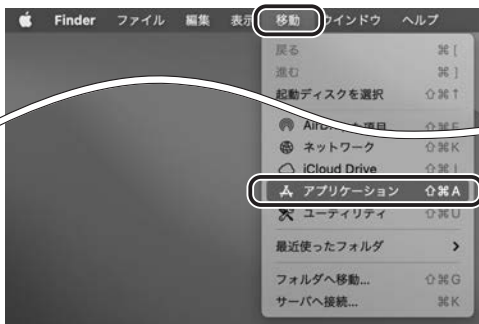 Finder ファイル 編集 表示 移動 ウインドウ ヘルプ
戻る ⌘ [
進む ⌘ ]
起動ディスクを選択 ⇧⌘↑
⇧⌘F
ネットワーク ⇧⌘K
iCloud Drive ⇧⌘I
アプリケーション ⇧⌘A
ユーティリティ ⇧⌘U
最近使ったフォルダ >
フォルダへ移動... ⇧⌘G
サーバへ接続... ⌘K